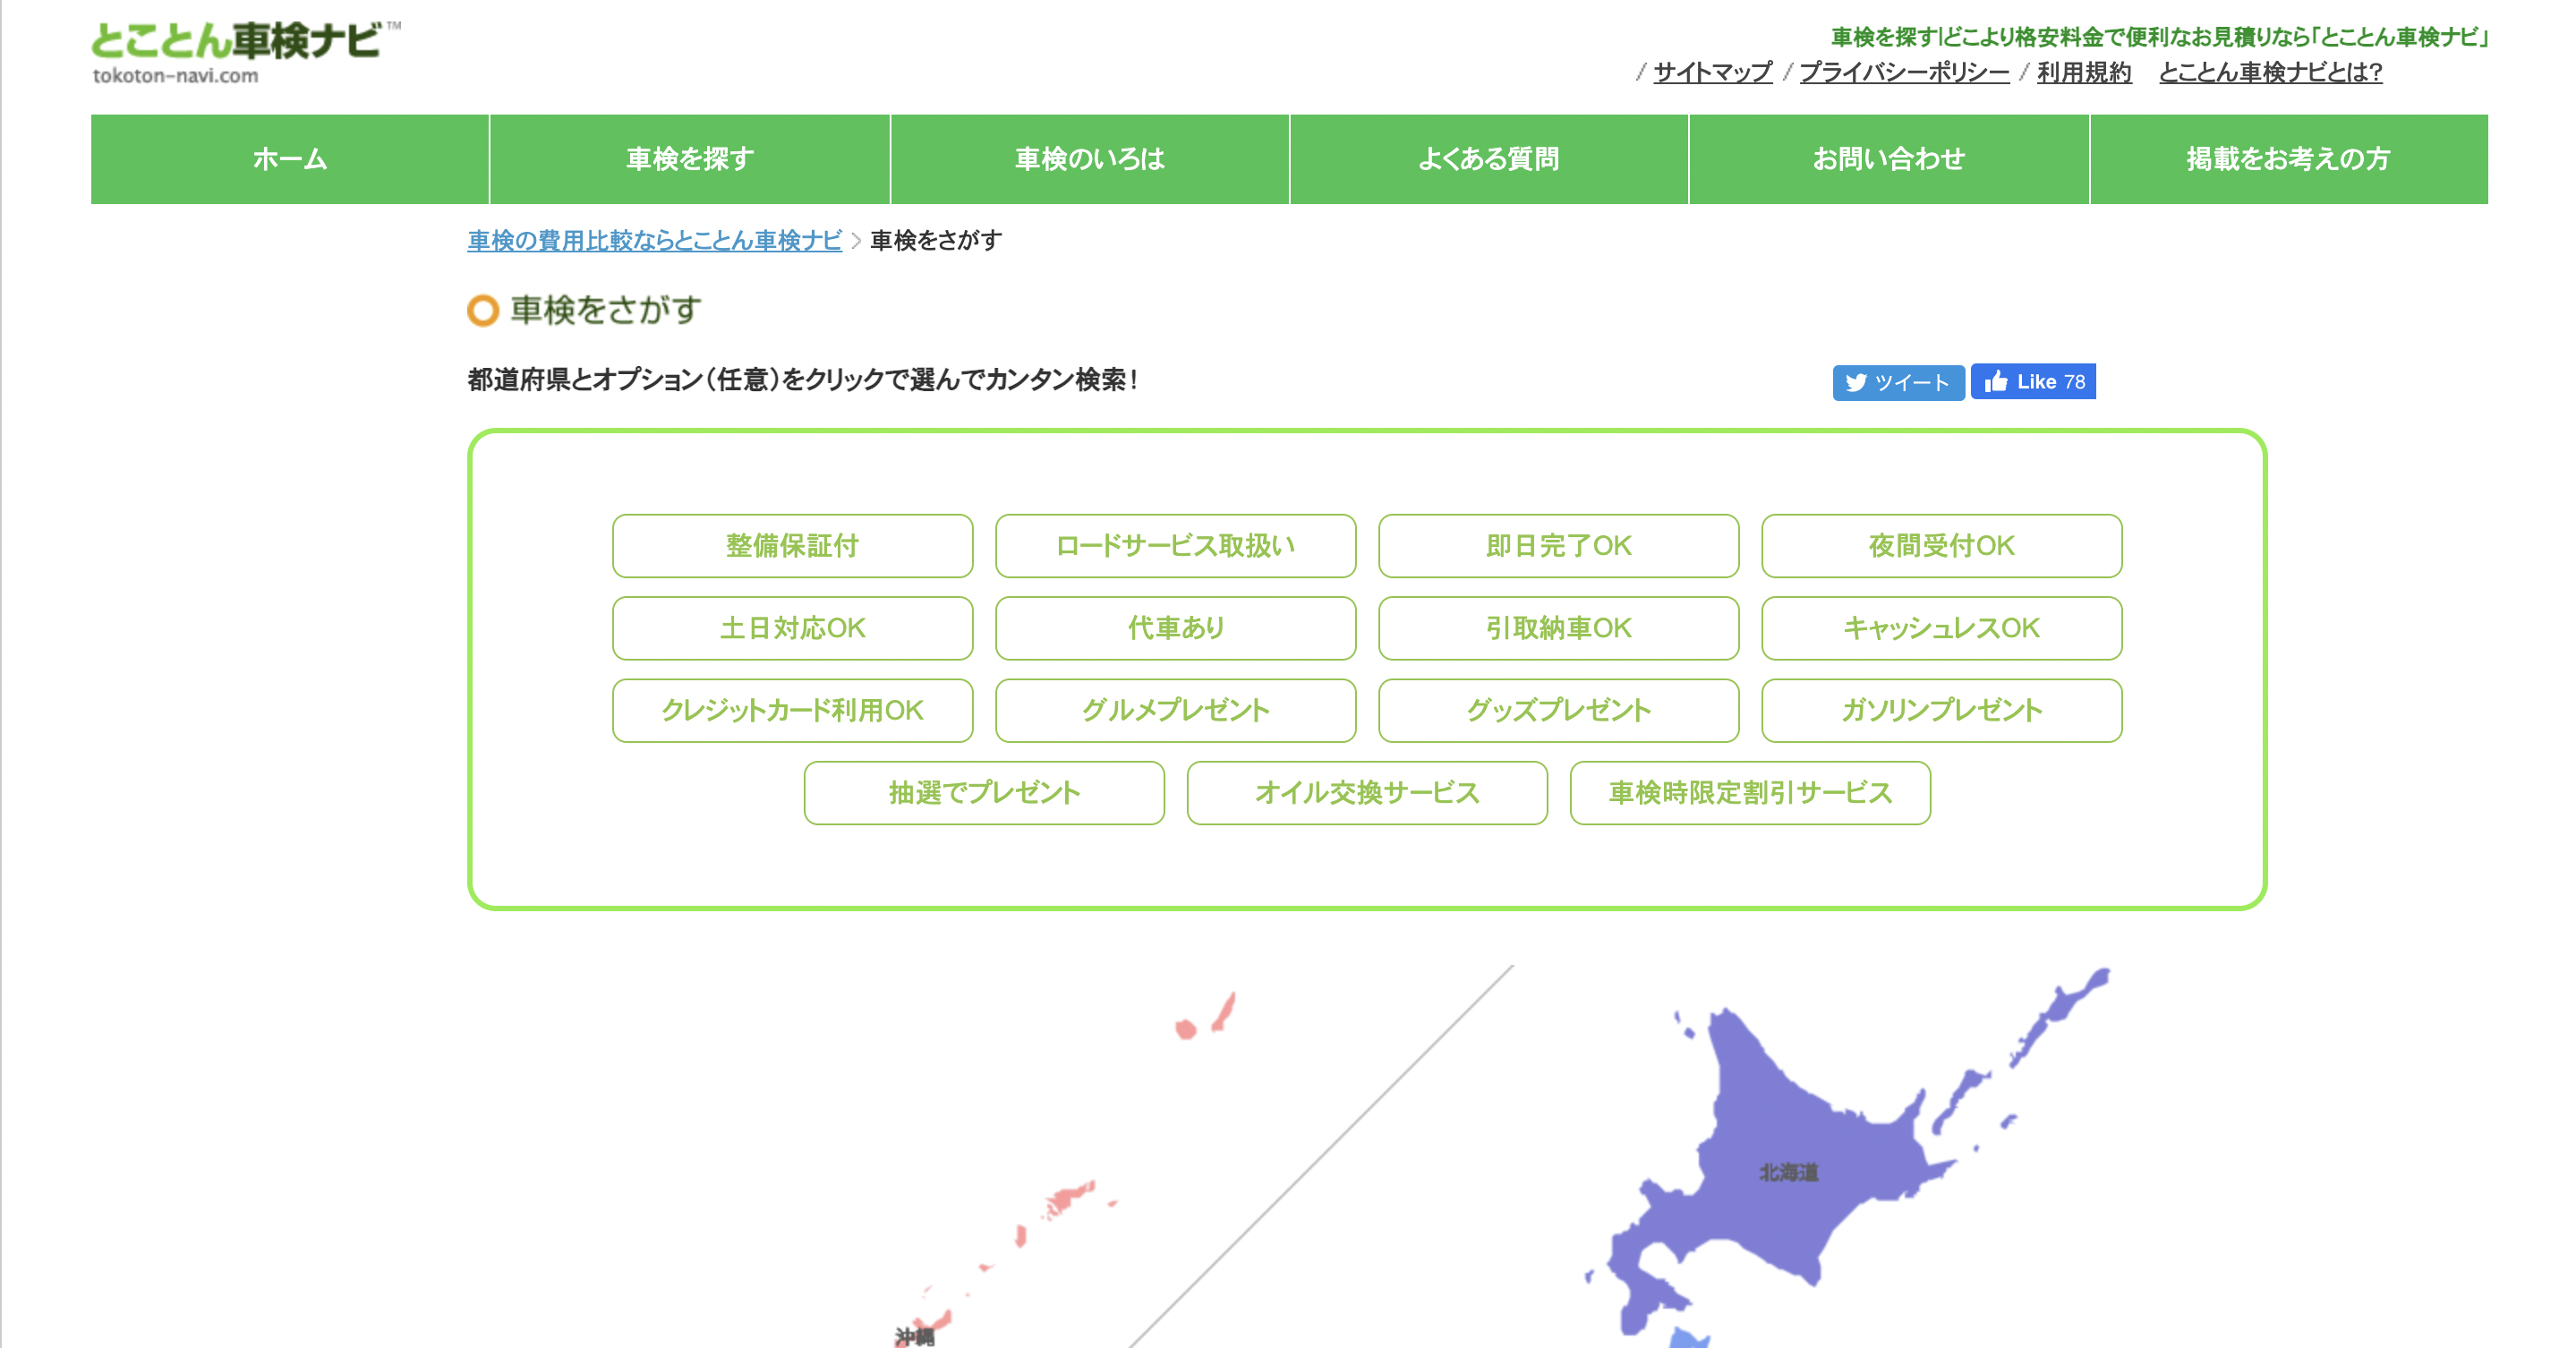 とことん車検ナビ™
tokoton-navi.com
車検を探す|どこより格安料金で便利なお見積りなら「とことん車検ナビ」
/ サイトマップ / プライバシーポリシー / 利用規約 とことん車検ナビとは?
ホーム 車検を探す 車検のいろは よくある質問 お問い合わせ 掲載をお考えの方
車検の費用比較ならとことん車検ナビ > 車検をさがす
車検をさがす
都道府県とオプション(任意)をクリックで選んでカンタン検索!
ツイート Like 78
整備保証付 ロードサービス取扱い 即日完了OK 夜間受付OK
土日対応OK 代車あり 引取納車OK キャッシュレスOK
クレジットカード利用OK グルメプレゼント グッズプレゼント ガソリンプレゼント
抽選でプレゼント オイル交換サービス 車検時限定割引サービス
北海道
沖縄